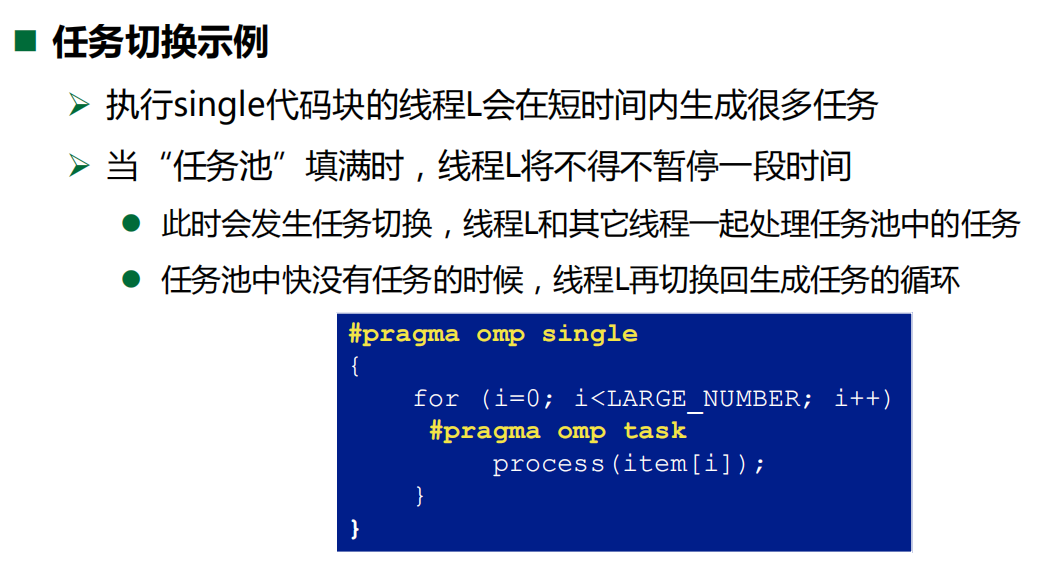 任务切换示例
执行single代码块的线程L会在短时间内生成很多任务
当“任务池”填满时，线程L将不得不暂停一段时间
此时会发生任务切换，线程L和其它线程一起处理任务池中的任务
任务池中快没有任务的时候，线程L再切换回生成任务的循环
#pragma omp single
{
for (i=0; i<LARGE_NUMBER; i++)
#pragma omp task
process(item[i]);
}
}